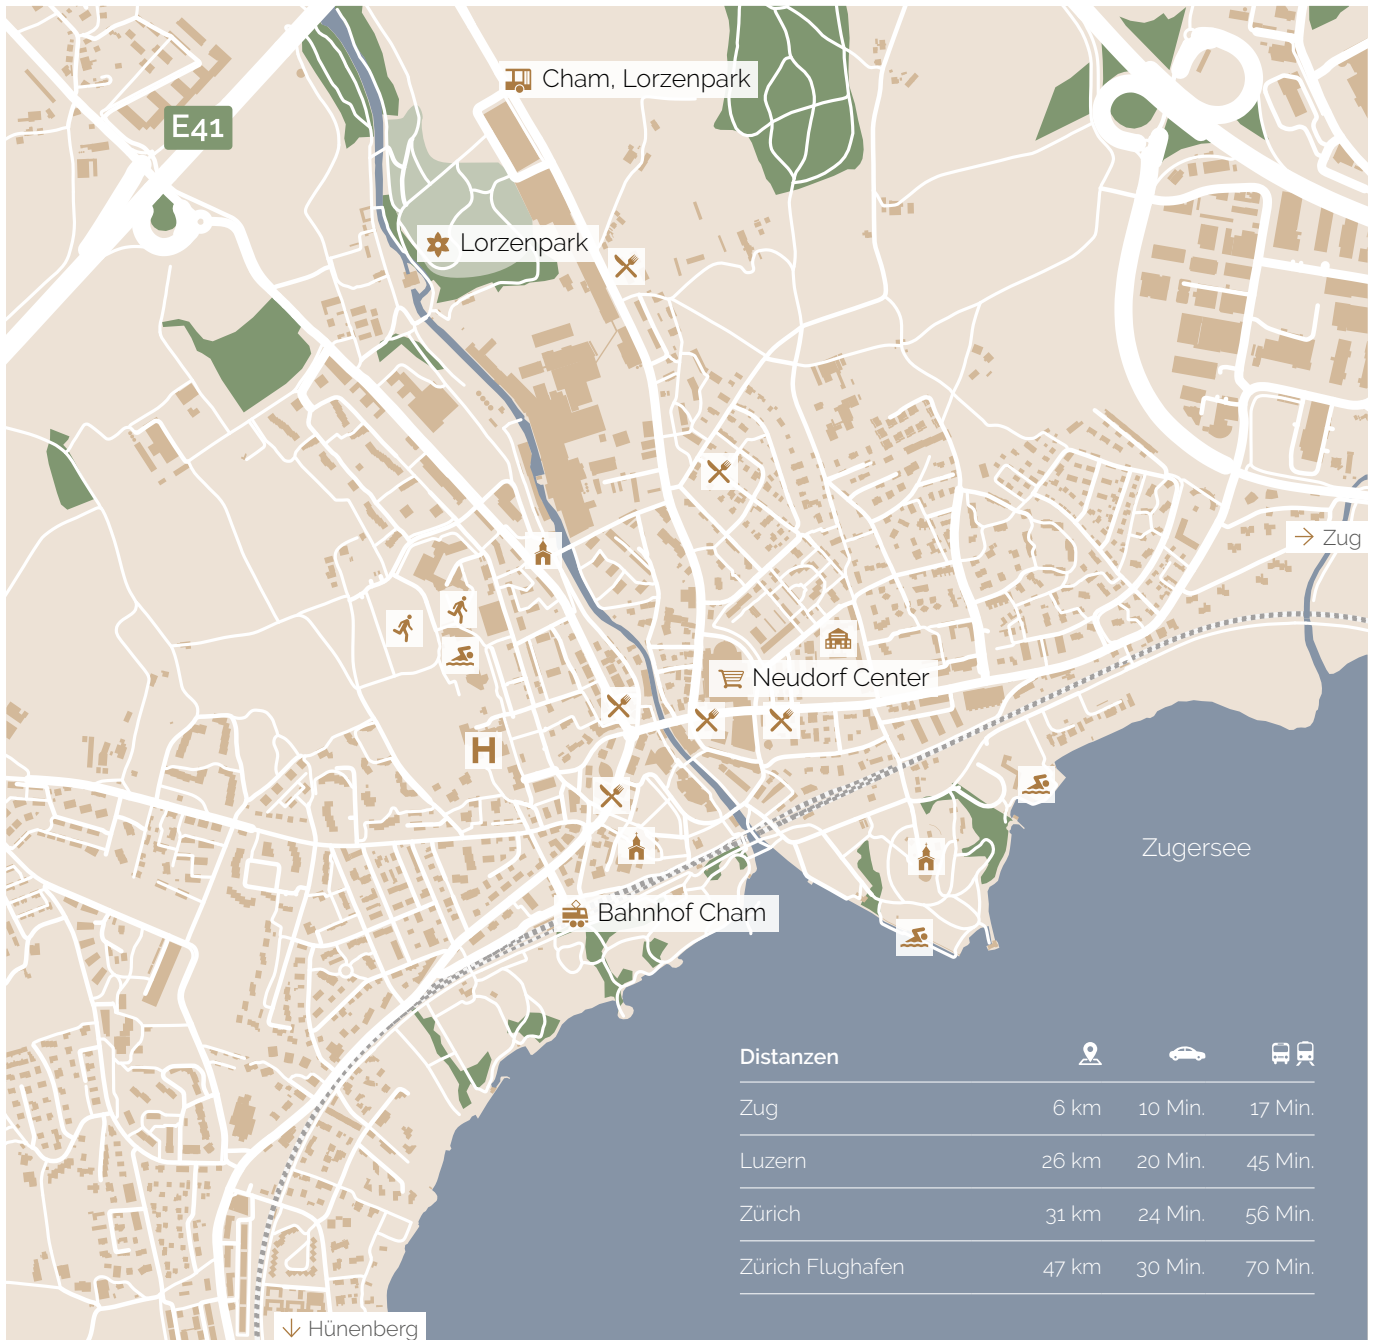 Cham, Lorzenpark
E41
Lorzenpark
→ Zug
Neudorf Center
H
Zugersee
Bahnhof Cham
Distanzen
Zug 6 km 10 Min. 17 Min.
Luzern 26 km 20 Min. 45 Min.
Zürich 31 km 24 Min. 56 Min.
Zürich Flughafen 47 km 30 Min. 70 Min.
↓ Hünenberg